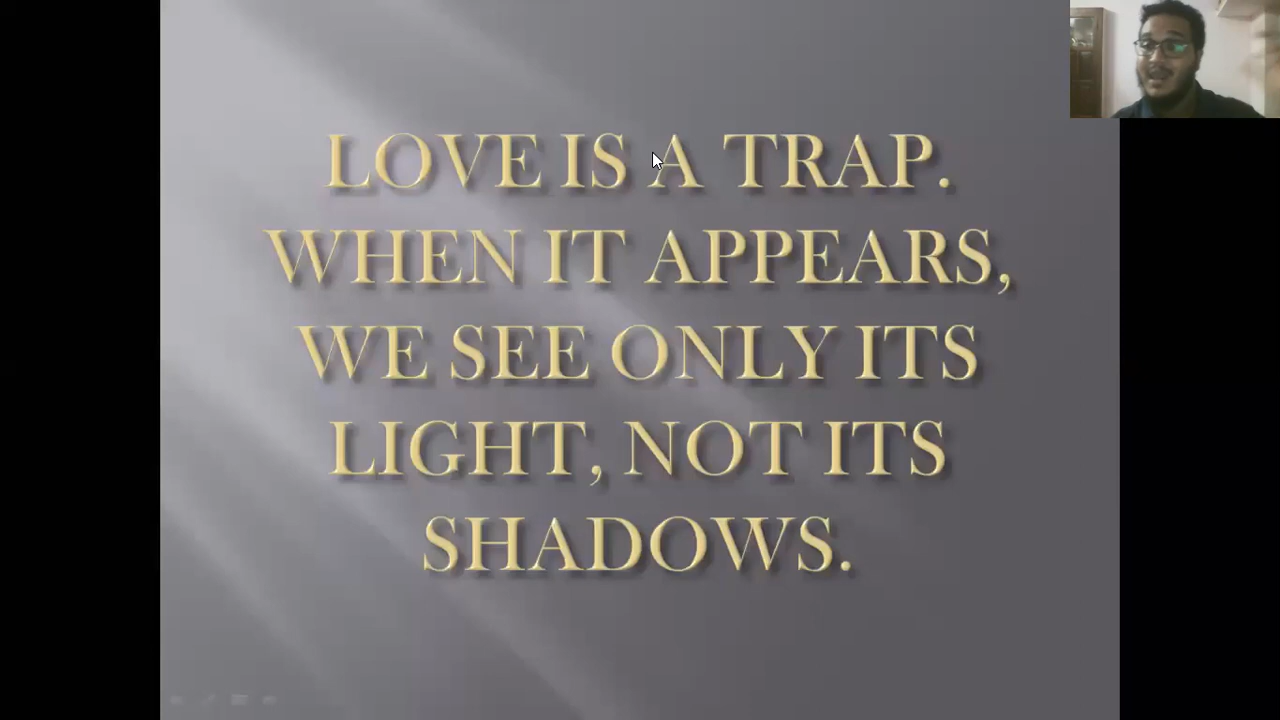 LOVE IS A TRAP.
WHEN IT APPEARS,
WE SEE ONLY ITS
LIGHT, NOT ITS
SHADOWS.